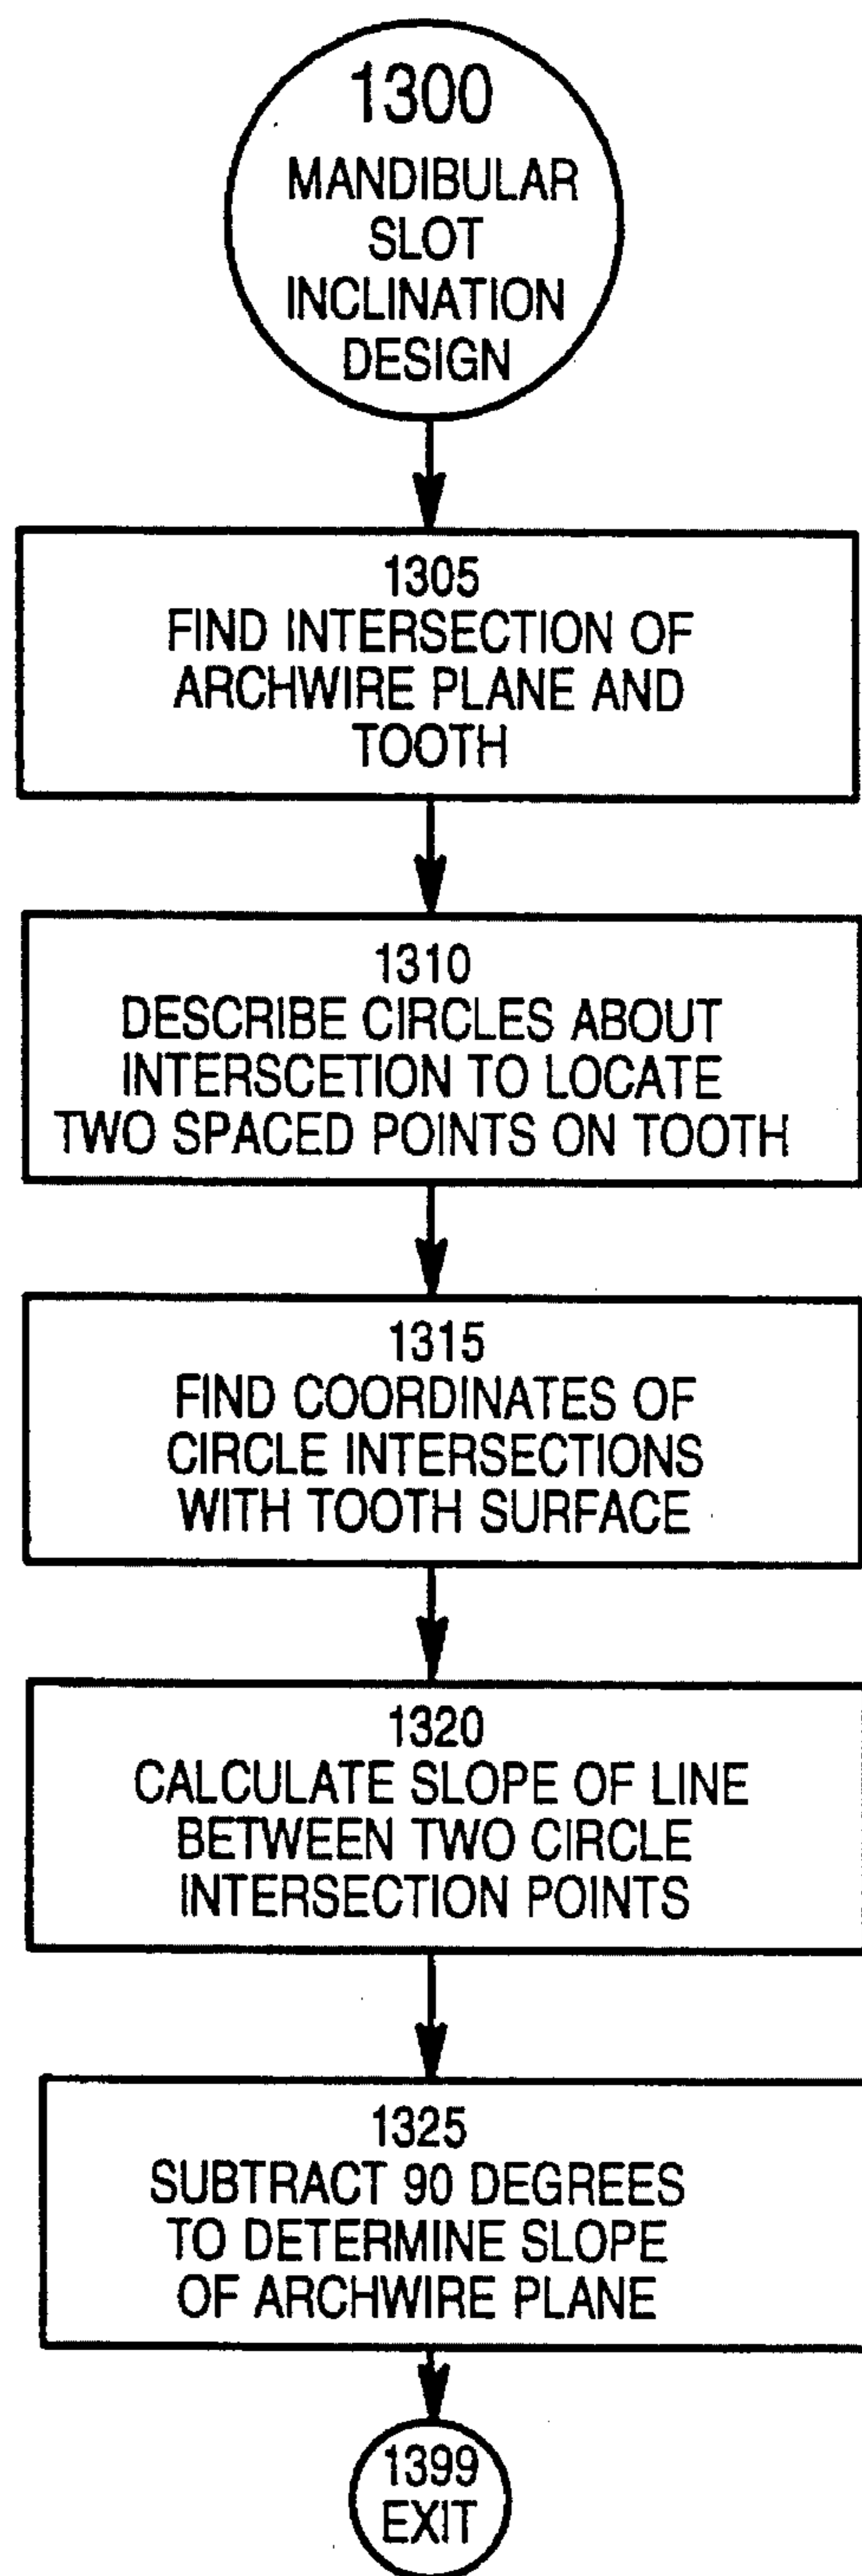 1300
MANDIBULAR
SLOT
INCLINATION
DESIGN
1305
FIND INTERSECTION OF
ARCHWIRE PLANE AND
TOOTH
1310
DESCRIBE CIRCLES ABOUT
INTERSCETION TO LOCATE
TWO SPACED POINTS ON TOOTH
1315
FIND COORDINATES OF
CIRCLE INTERSECTIONS
WITH TOOTH SURFACE
1320
CALCULATE SLOPE OF LINE
BETWEEN TWO CIRCLE
INTERSECTION POINTS
1325
SUBTRACT 90 DEGREES
TO DETERMINE SLOPE
OF ARCHWIRE PLANE
1399
EXIT